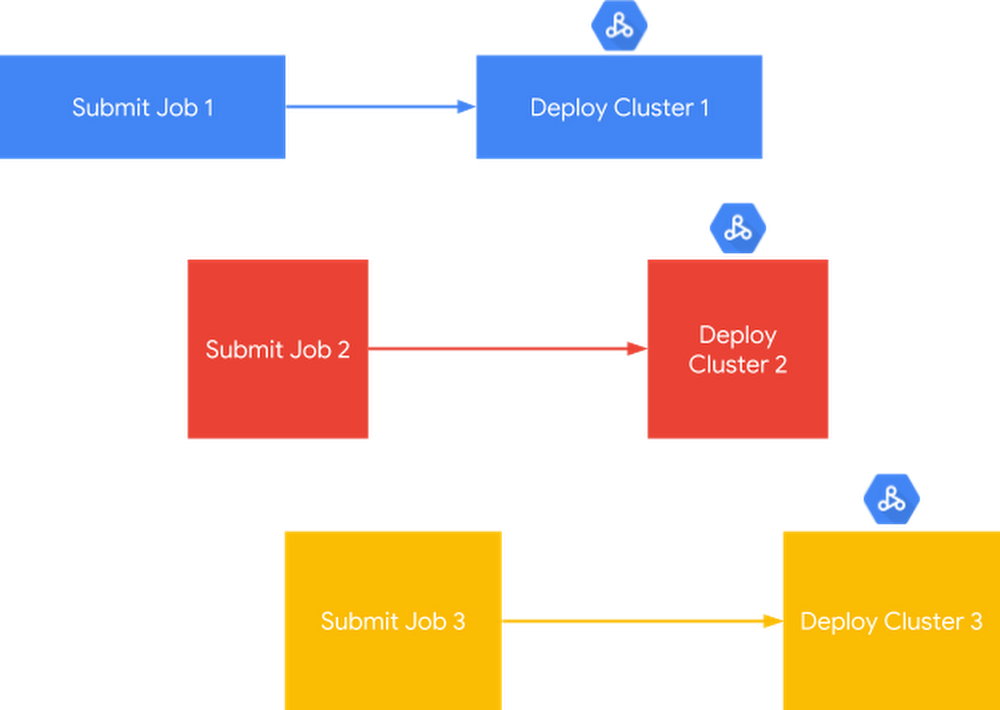 Submit Job 1
Deploy Cluster 1
Submit Job 2
Deploy
Cluster 2
Submit Job 3
Deploy Cluster 3